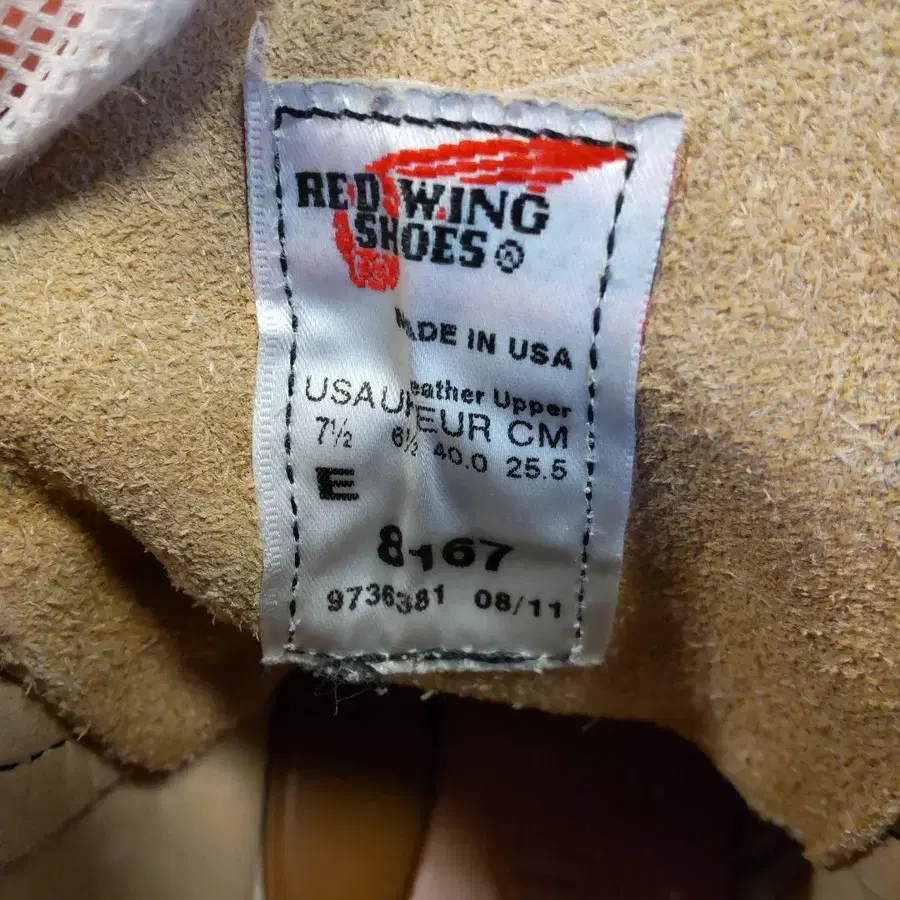 RED WING
SHOES®
MADE IN USA
Leather Upper
USA UK EUR CM
7½ 6½ 40.0 25.5
E
8167
9736381 08/11